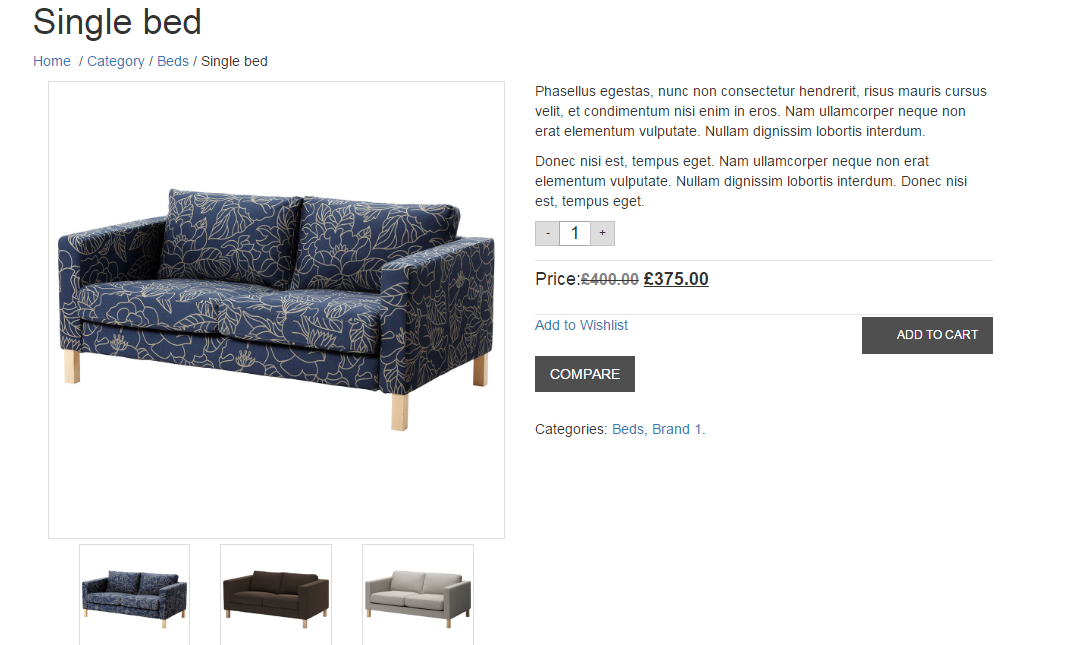 Single bed
Home / Category / Beds / Single bed
Phasellus egestas, nunc non consectetur hendrerit, risus mauris cursus
velit, et condimentum nisi enim in eros. Nam ullamcorper neque non
erat elementum vulputate. Nullam dignissim lobortis interdum.
Donec nisi est, tempus eget. Nam ullamcorper neque non erat
elementum vulputate. Nullam dignissim lobortis interdum. Donec nisi
est, tempus eget.
- 1 +
Price:£400.00 £375.00
Add to Wishlist
ADD TO CART
COMPARE
Categories: Beds, Brand 1.